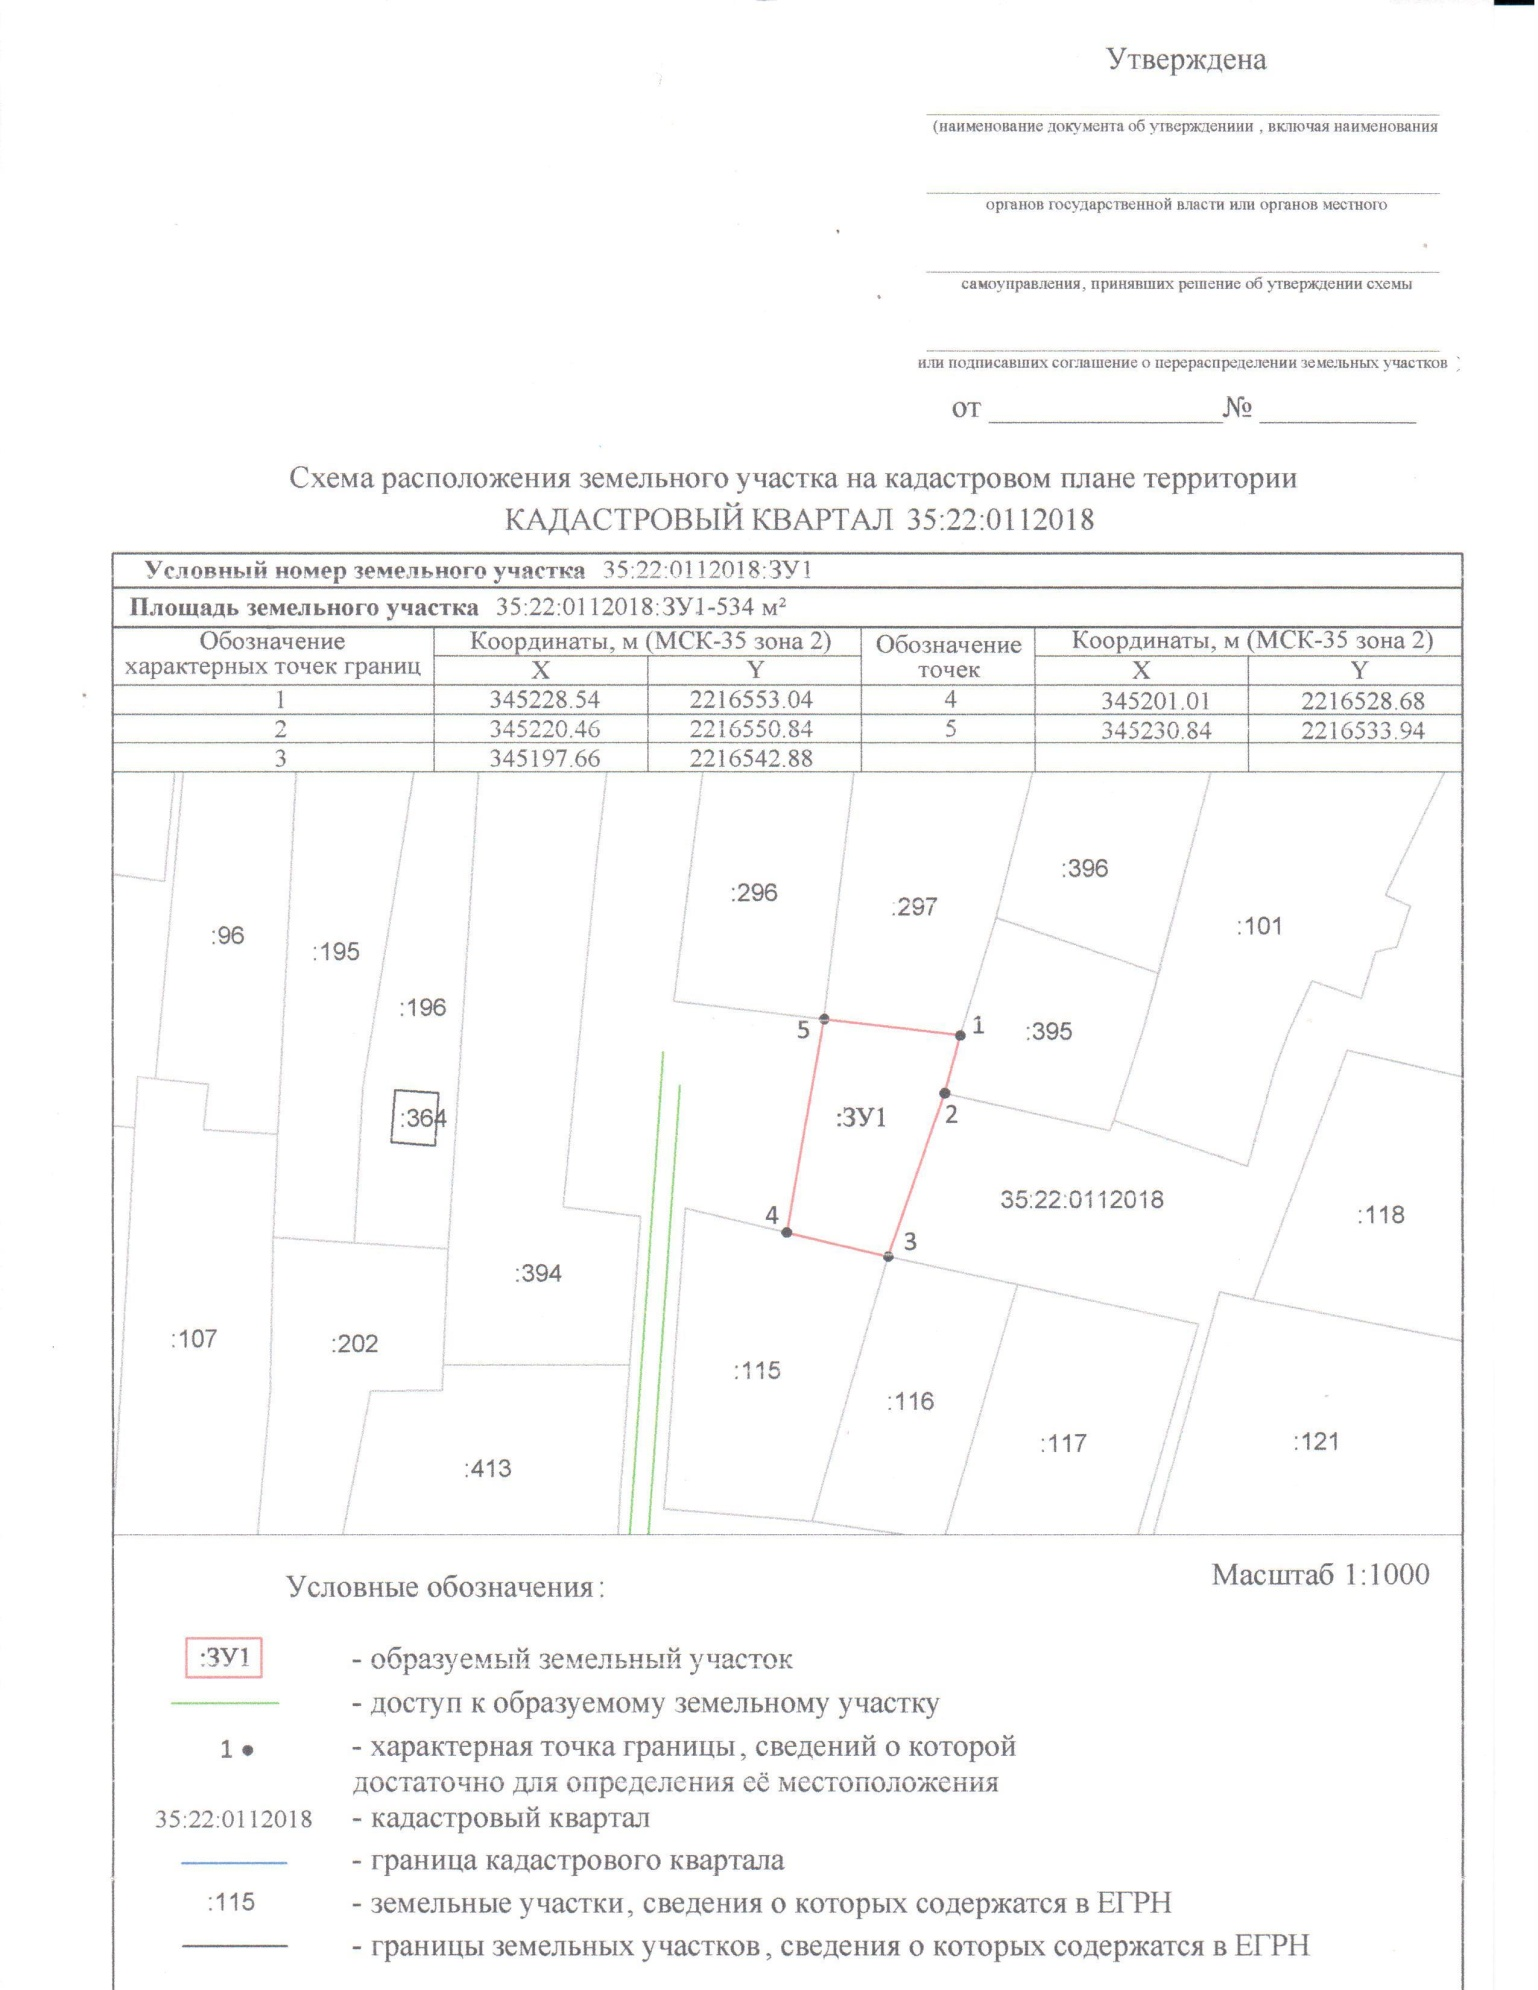 Утверждена
(наименование документа об утверждениии , включая наименования
органов государственной власти или органов местного
самоуправления, принявших решение об утверждении схемы
или подписавших соглашение о перераспределении земельных участков )
от № 
Схема расположения земельного участка на кадастровом плане территории
КАДАСТРОВЫЙ КВАРТАЛ 35:22:0112018
Условный номер земельного участка 35:22:0112018:ЗУ1
Площадь земельного участка 35:22:0112018:ЗУ1-534 м²
Обозначение характерных точек границ Координаты, м (МСК-35 зона 2) Обозначение точек Координаты, м (МСК-35 зона 2)
X Y X Y
1 345228.54 2216553.04 4 345201.01 2216528.68
2 345220.46 2216550.84 5 345230.84 2216533.94
3 345197.66 2216542.88
:396
:296
:297
:101
:96
:195
:196
5
1
:395
:364
:ЗУ1
2
35:22:0112018
4
:118
3
:394
:107
:202
:115
:116
:117
:121
:413
Масштаб 1:1000
Условные обозначения:
:ЗУ1 - образуемый земельный участок
- доступ к образуемому земельному участку
1 - характерная точка границы, сведений о которой
достаточно для определения её местоположения
35:22:0112018 - кадастровый квартал
- граница кадастрового квартала
:115 - земельные участки, сведения о которых содержатся в ЕГРН
- границы земельных участков, сведения о которых содержатся в ЕГРН